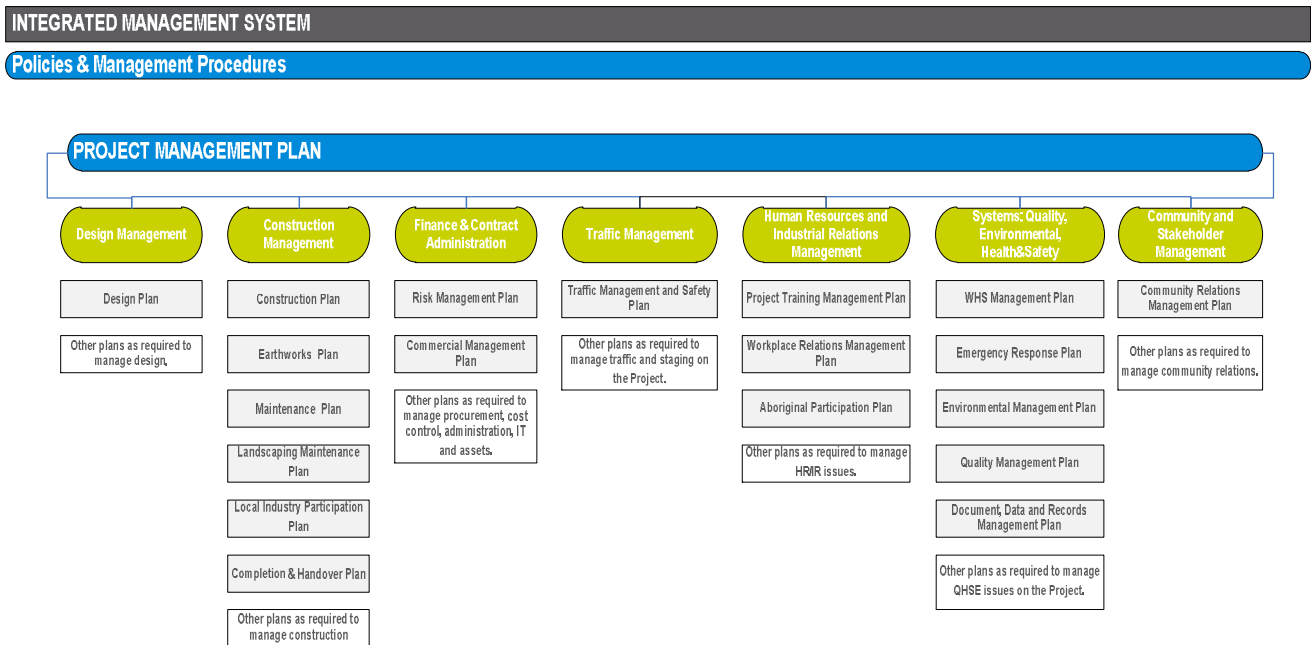 INTEGRATED MANAGEMENT SYSTEM
Policies & Management Procedures
PROJECT MANAGEMENT PLAN
Design Management
Design Plan
Other plans as required to
manage design.
Construction
Management
Construction Plan
Earthworks Plan
Maintenance Plan
Landscaping Maintenance
Plan
Local Industry Participation
Plan
Completion & Handover Plan
Other plans as required to
manage construction
Finance & Contract
Administration
Risk Management Plan
Commercial Management
Plan
Other plans as required to
manage procurement, cost
control, administration, IT
and assets.
Traffic Management
Traffic Management and Safety
Plan
Other plans as required to
manage traffic and staging on
the Project.
Human Resources and
Industrial Relations
Management
Project Training Management Plan
Workplace Relations Management
Plan
Aboriginal Participation Plan
Other plans as required to manage
HR/IR issues.
Systems: Quality,
Environmental,
Health&Safety
WHS Management Plan
Emergency Response Plan
Environmental Management Plan
Quality Management Plan
Document, Data and Records
Management Plan
Other plans as required to manage
QHSE issues on the Project.
Community and
Stakeholder
Management
Community Relations
Management Plan
Other plans as required to
manage community relations.